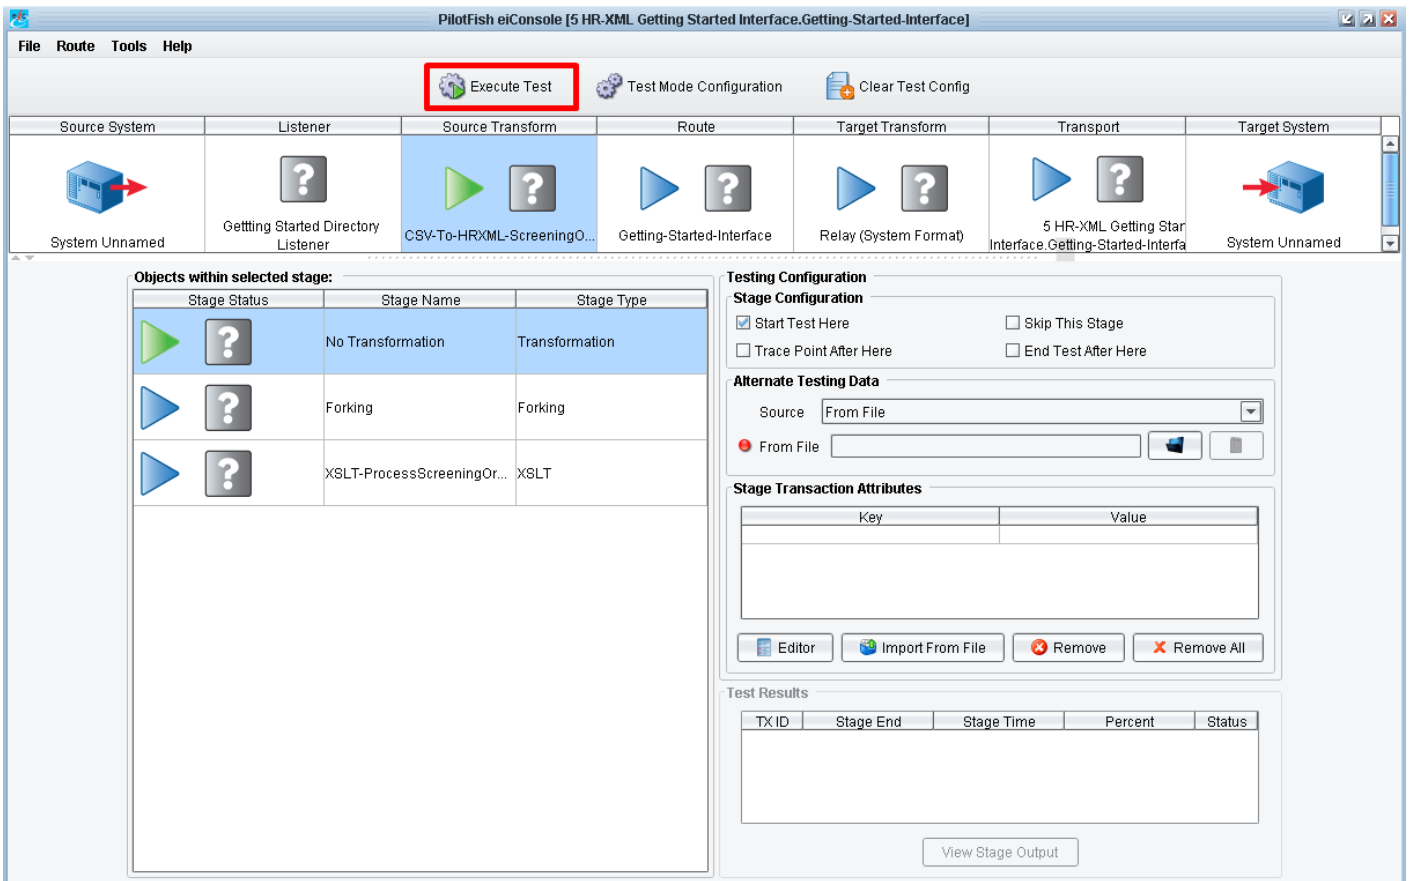 PilotFish eiConsole [5 HR-XML Getting Started Interface.Getting-Started-Interface]
File Route Tools Help
Execute Test Test Mode Configuration Clear Test Config
Source System Listener Source Transform Route Target Transform Transport Target System
System Unnamed
Gettting Started Directory
Listener
CSV-To-HRXML-ScreeningO...
Getting-Started-Interface
Relay (System Format)
5 HR-XML Getting Star
Interface.Getting-Started-Interfa
System Unnamed
Objects within selected stage:
Stage Status Stage Name Stage Type
No Transformation Transformation
Forking Forking
XSLT-ProcessScreeningOr... XSLT
Testing Configuration
Stage Configuration
Start Test Here Skip This Stage
Trace Point After Here End Test After Here
Alternate Testing Data
Source From File
From File
Stage Transaction Attributes
Key Value
Editor Import From File Remove Remove All
Test Results
TX ID Stage End Stage Time Percent Status
View Stage Output